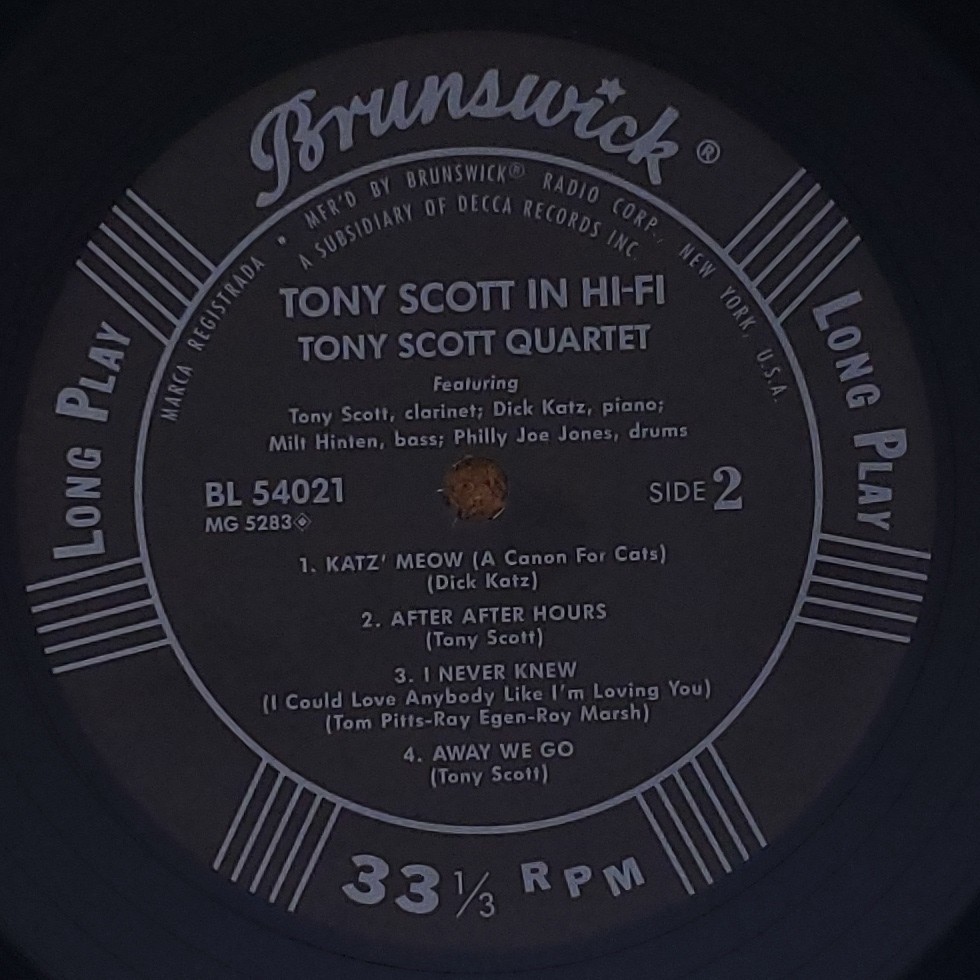 Brunswick ®
MARCA REGISTRADA • MFR'D BY BRUNSWICK® RADIO CORP., NEW YORK, U.S.A.
A SUBSIDIARY OF DECCA RECORDS INC.
TONY SCOTT IN HI-FI
TONY SCOTT QUARTET
Featuring
Tony Scott, clarinet; Dick Katz, piano;
Milt Hinten, bass; Philly Joe Jones, drums
LONG PLAY
LONG PLAY
BL 54021
MG 5283
SIDE 2
1. KATZ' MEOW (A Canon For Cats)
(Dick Katz)
2. AFTER AFTER HOURS
(Tony Scott)
3. I NEVER KNEW
(I Could Love Anybody Like I'm Loving You)
(Tom Pitts-Ray Egen-Roy Marsh)
4. AWAY WE GO
(Tony Scott)
33 1/3 RPM